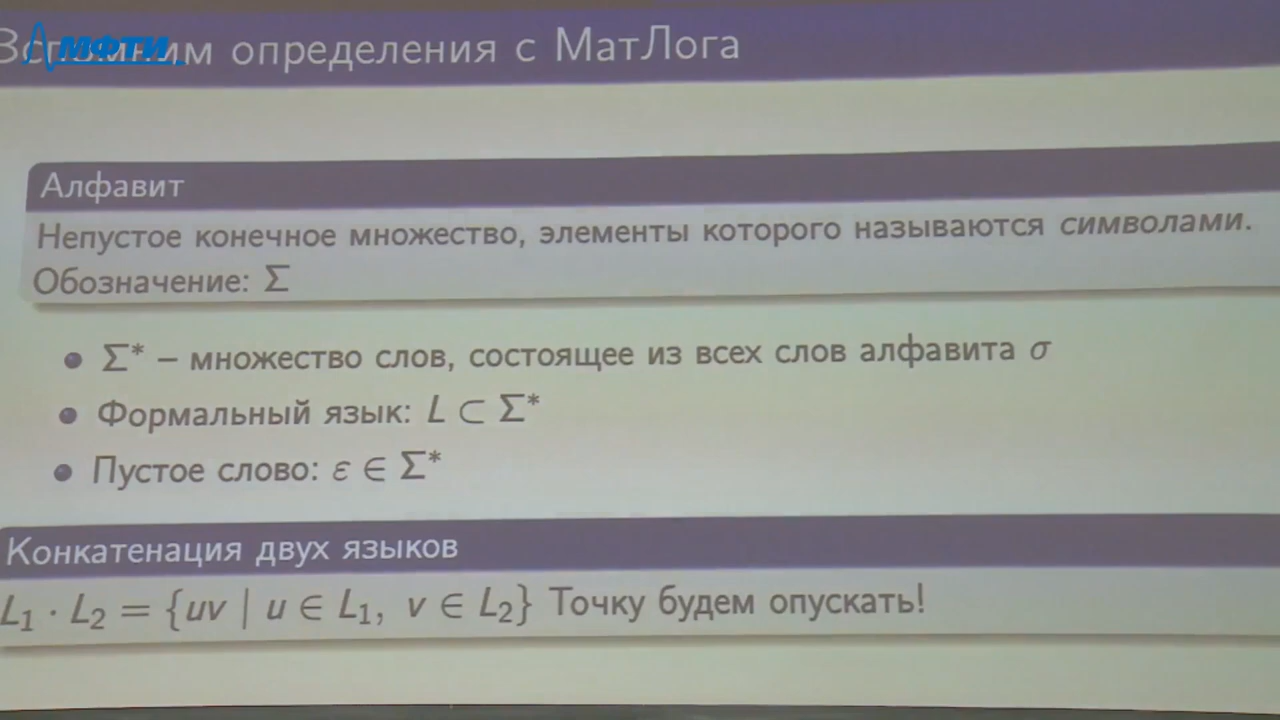 Вспомним определения с МатЛога
МФТИ
Алфавит
Непустое конечное множество, элементы которого называются символами.
Обозначение: Σ
Σ* – множество слов, состоящее из всех слов алфавита σ
Формальный язык: L ⊂ Σ*
Пустое слово: ε ∈ Σ*
Конкатенация двух языков
L₁ · L₂ = {uv | u ∈ L₁, v ∈ L₂} Точку будем опускать!